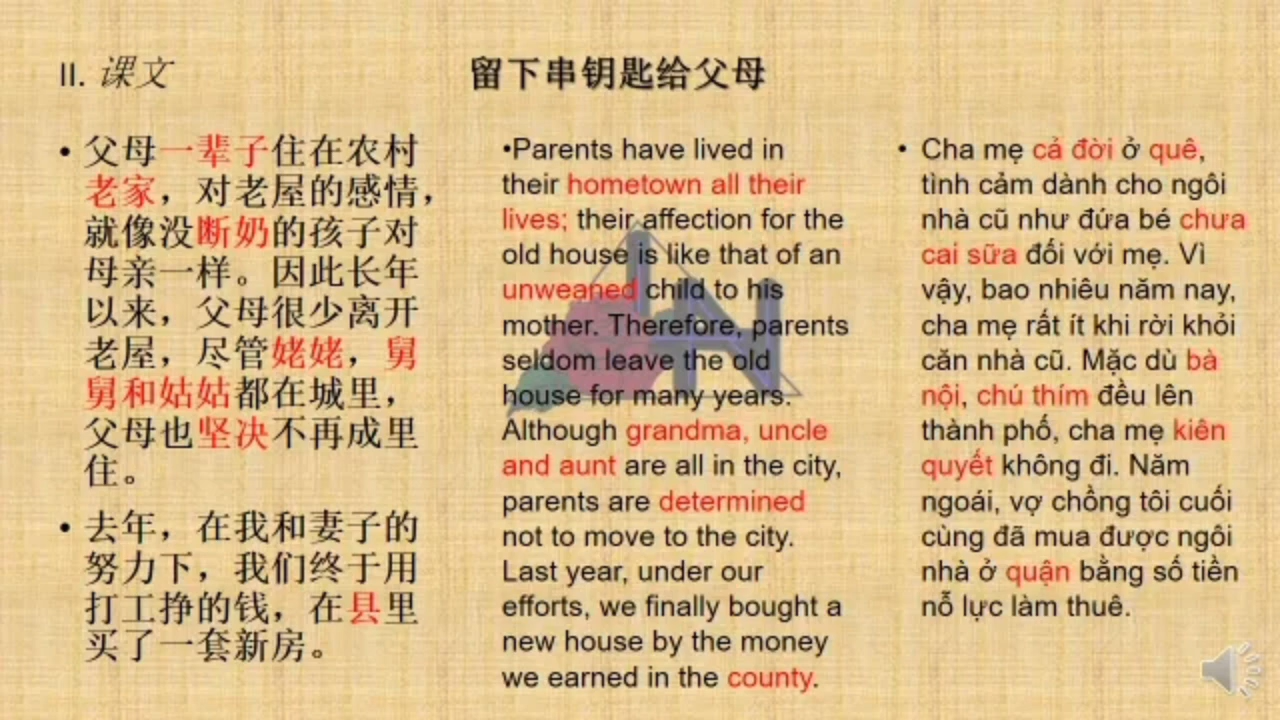 II. 课文
留下串钥匙给父母
• 父母一辈子住在农村
老家，对老屋的感情，
就像没断奶的孩子对
母亲一样。因此长年
以来，父母很少离开
老屋，尽管姥姥，舅
舅和姑姑都在城里，
父母也坚决不再成里
住。
• 去年，在我和妻子的
努力下，我们终于用
打工挣的钱，在县里
买了一套新房。
•Parents have lived in
their hometown all their
lives; their affection for the
old house is like that of an
unweaned child to his
mother. Therefore, parents
seldom leave the old
house for many years.
Although grandma, uncle
and aunt are all in the city,
parents are determined
not to move to the city.
Last year, under our
efforts, we finally bought a
new house by the money
we earned in the county.
• Cha mẹ cả đời ở quê,
tình cảm dành cho ngôi
nhà cũ như đứa bé chưa
cai sữa đối với mẹ. Vì
vậy, bao nhiêu năm nay,
cha mẹ rất ít khi rời khỏi
căn nhà cũ. Mặc dù bà
nội, chú thím đều lên
thành phố, cha mẹ kiên
quyết không đi. Năm
ngoái, vợ chồng tôi cuối
cùng đã mua được ngôi
nhà ở quận bằng số tiền
nỗ lực làm thuê.